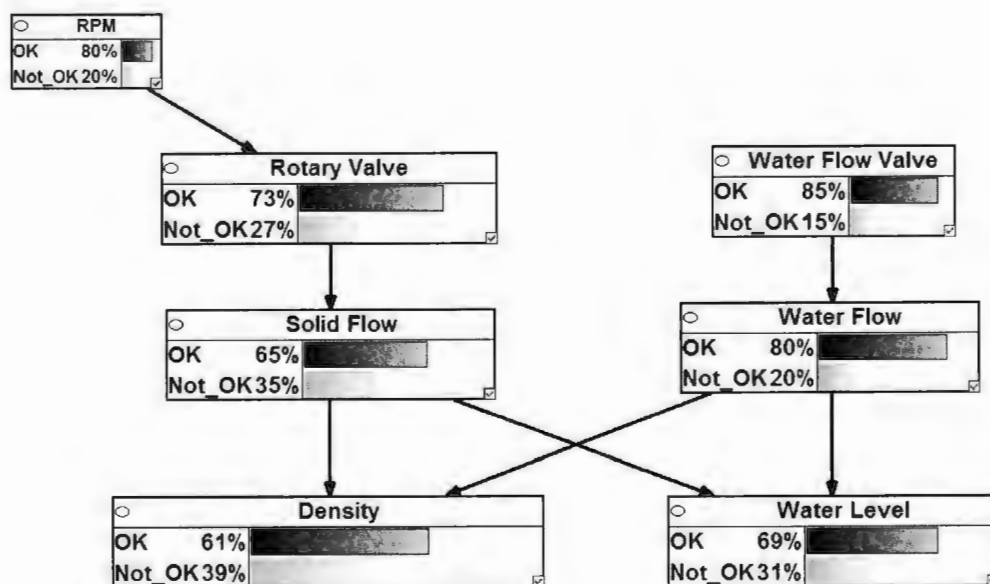 RPM
OK 80%
Not_OK 20%
Rotary Valve
OK 73%
Not_OK 27%
Water Flow Valve
OK 85%
Not_OK 15%
Solid Flow
OK 65%
Not_OK 35%
Water Flow
OK 80%
Not_OK 20%
Density
OK 61%
Not_OK 39%
Water Level
OK 69%
Not_OK 31%